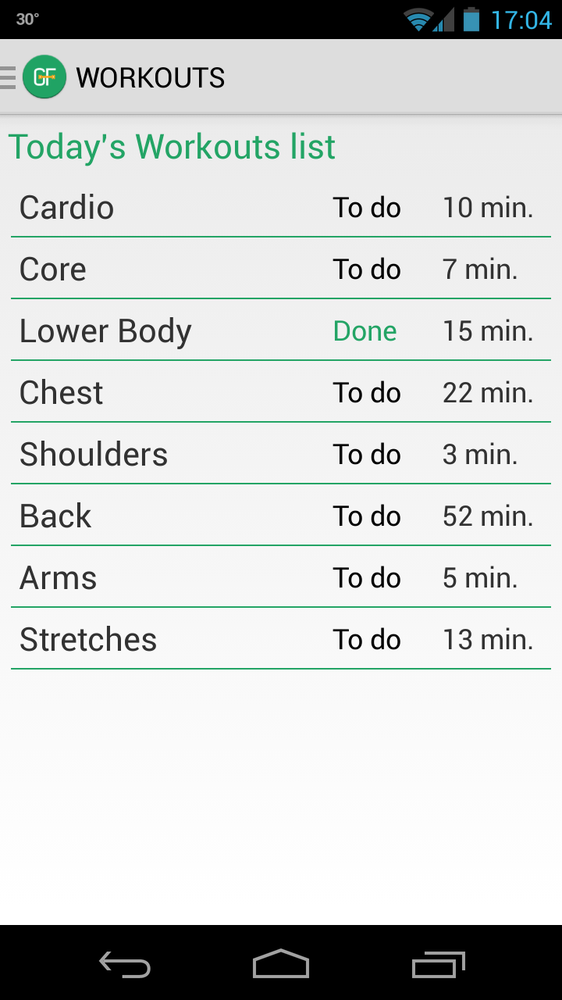 30°
17:04
GF WORKOUTS
Today's Workouts list
Cardio To do 10 min.
Core To do 7 min.
Lower Body Done 15 min.
Chest To do 22 min.
Shoulders To do 3 min.
Back To do 52 min.
Arms To do 5 min.
Stretches To do 13 min.